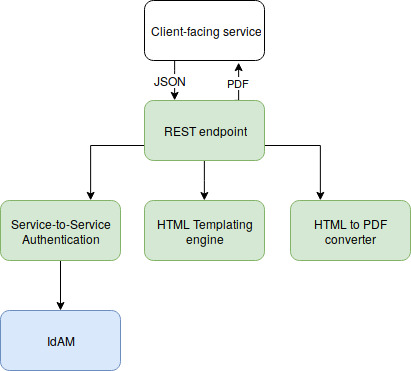 Client-facing service
JSON
PDF
REST endpoint
Service-to-Service
Authentication
HTML Templating
engine
HTML to PDF
converter
IdAM